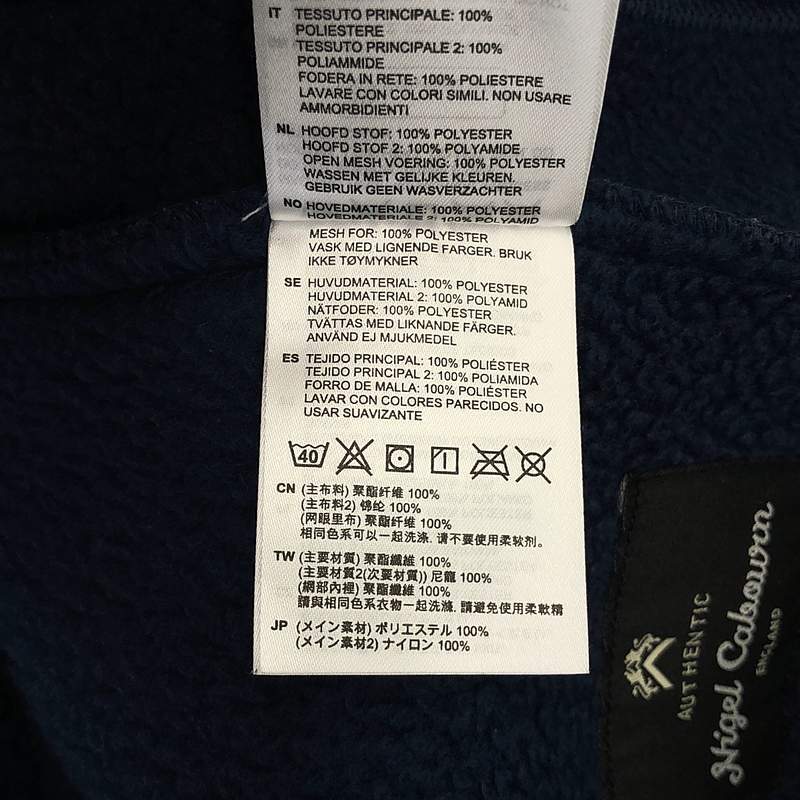 IT TESSUTO PRINCIPALE: 100%
POLIESTERE
TESSUTO PRINCIPALE 2: 100%
POLIAMMIDE
FODERA IN RETE: 100% POLIESTERE
LAVARE CON COLORI SIMILI. NON USARE
AMMORBIDIENTI
NL HOOFD STOF: 100% POLYESTER
HOOFD STOF 2: 100% POLYAMIDE
OPEN MESH VOERING: 100% POLYESTER
WASSEN MET GELIJKE KLEUREN.
GEBRUIK GEEN WASVERZACHTER
NO HOVEDMATERIALE: 100% POLYESTER
HOVEDMATERIALE 2: 100% POLYAMID
MESH FOR: 100% POLYESTER
VASK MED LIGNENDE FARGER. BRUK
IKKE TØYMYKNER
SE HUVUDMATERIAL: 100% POLYESTER
HUVUDMATERIAL 2: 100% POLYAMID
NÄTFODER: 100% POLYESTER
TVÄTTAS MED LIKNANDE FÄRGER.
ANVÄND EJ MJUKMEDEL
ES TEJIDO PRINCIPAL: 100% POLIÉSTER
TEJIDO PRINCIPAL 2: 100% POLIAMIDA
FORRO DE MALLA: 100% POLIÉSTER
LAVAR CON COLORES PARECIDOS. NO
USAR SUAVIZANTE
40
CN (主布料) 聚酯纤维 100%
(主布料2) 锦纶 100%
(网眼里布) 聚酯纤维 100%
相同色系可以一起洗涤. 请不要使用柔软剂。
TW (主要材質) 聚酯纖維 100%
(主要材質2(次要材質)) 尼龍 100%
(網部內裡) 聚酯纖維 100%
請與相同色系衣物一起洗滌. 請避免使用柔軟精
JP (メイン素材) ポリエステル 100%
(メイン素材2) ナイロン 100%
AUTHENTIC
Nigel Cabourn
ENGLAND